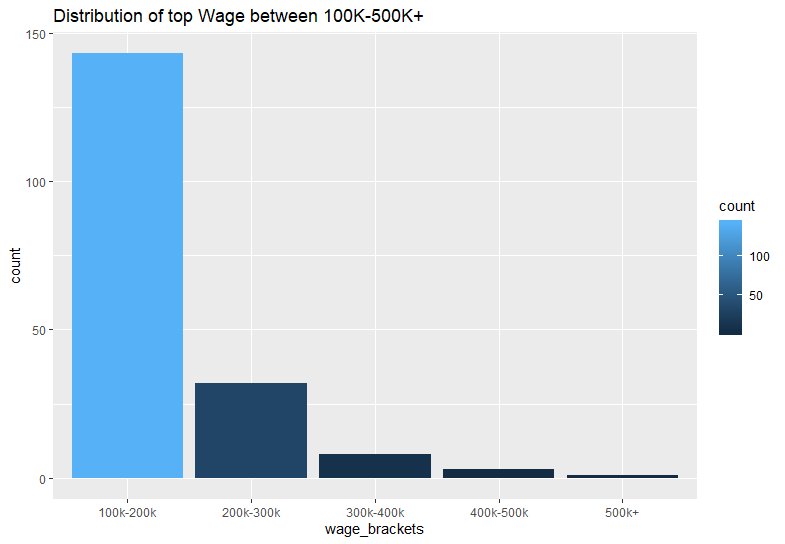 Distribution of top Wage between 100K-500K+
150
100
50
0
count
100k-200k
200k-300k
300k-400k
400k-500k
500k+
wage_brackets
count
100
50